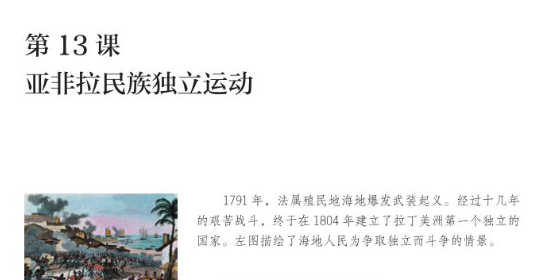 第 13 课
亚非拉民族独立运动
1791 年，法属殖民地海地爆发武装起义。经过十几年
的艰苦战斗，终于在 1804 年建立了拉丁美洲第一个独立的
国家。左图描绘了海地人民为争取独立而斗争的情景。